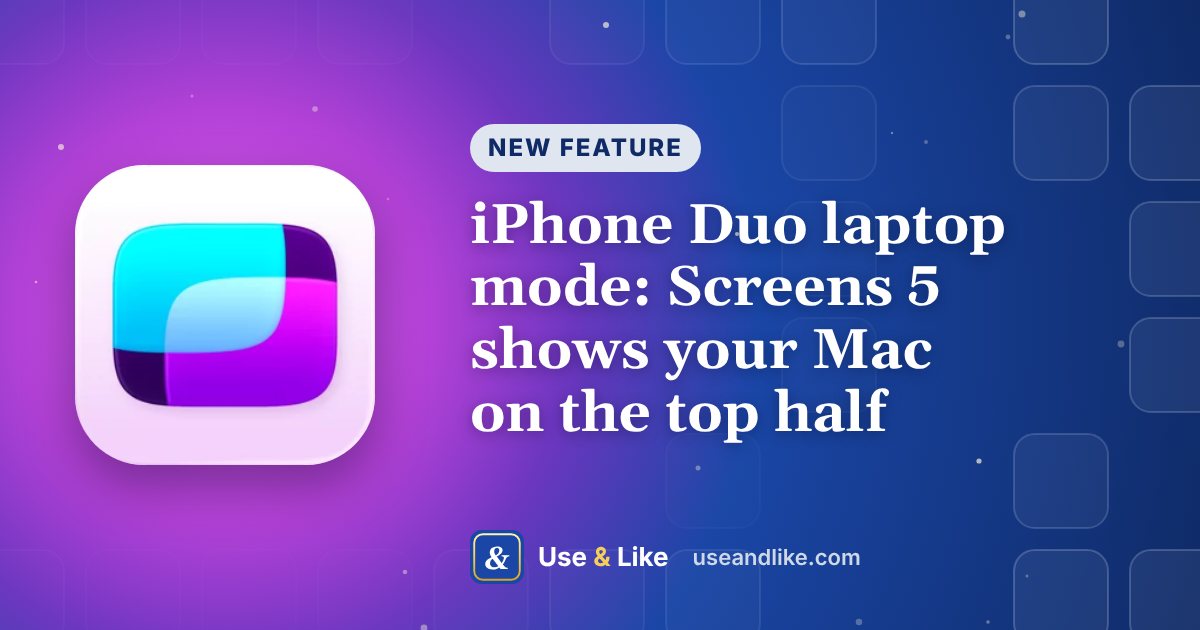 NEW FEATURE
iPhone Duo laptop
mode: Screens 5
shows your Mac
on the top half
& Use & Like useandlike.com